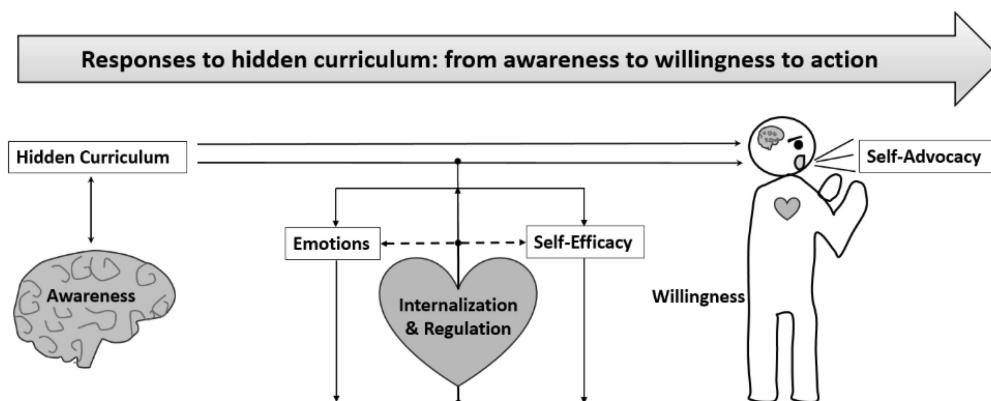 Responses to hidden curriculum: from awareness to willingness to action
Hidden Curriculum
Self-Advocacy
Emotions
Self-Efficacy
Awareness
Internalization
& Regulation
Willingness